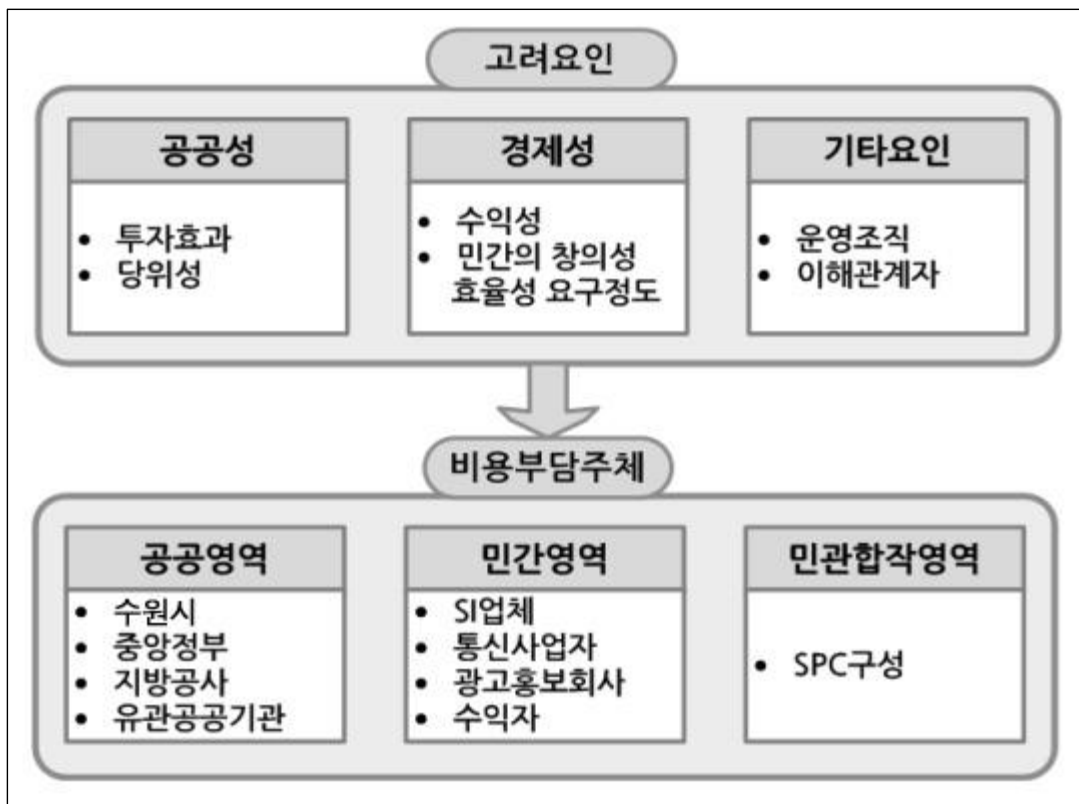 고려요인
공공성
• 투자효과
• 당위성
경제성
• 수익성
• 민간의 창의성
효율성 요구정도
기타요인
• 운영조직
• 이해관계자
비용부담주체
공공영역
• 수원시
• 중앙정부
• 지방공사
• 유관공공기관
민간영역
• SI업체
• 통신사업자
• 광고홍보회사
• 수익자
민관합작영역
• SPC구성